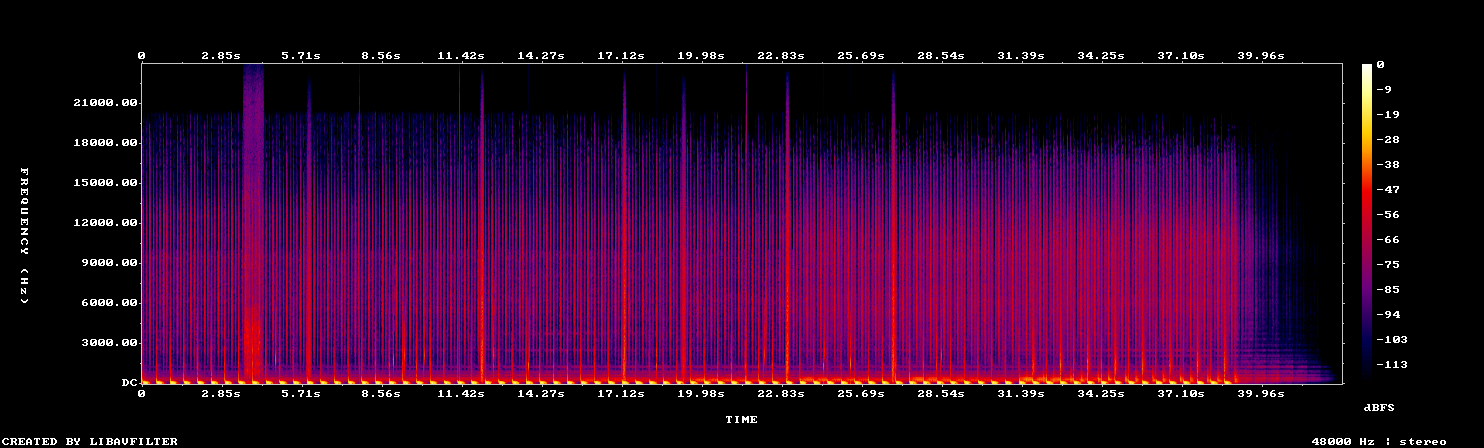 0 2.85s 5.71s 8.56s 11.42s 14.27s 17.12s 19.98s 22.83s 25.69s 28.54s 31.39s 34.25s 37.10s 39.96s
21000.00
18000.00
15000.00
12000.00
9000.00
6000.00
3000.00
DC
FREQUENCY (Hz)
0
-9
-19
-28
-38
-47
-56
-66
-75
-85
-94
-103
-113
dBFS
0 2.85s 5.71s 8.56s 11.42s 14.27s 17.12s 19.98s 22.83s 25.69s 28.54s 31.39s 34.25s 37.10s 39.96s
TIME
CREATED BY LIBAVFILTER
48000 Hz | stereo